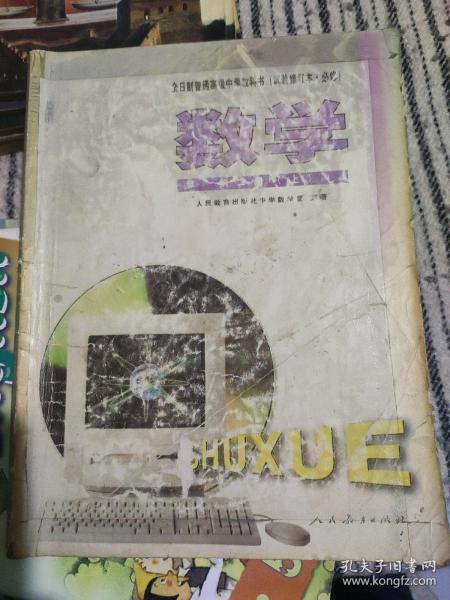 全日制普通高级中学教科书(试验修订本·必修)
数学
人民教育出版社中学数学室 编著
SHUXUE
人民教育出版社
孔夫子旧书网
www.kongfz.com